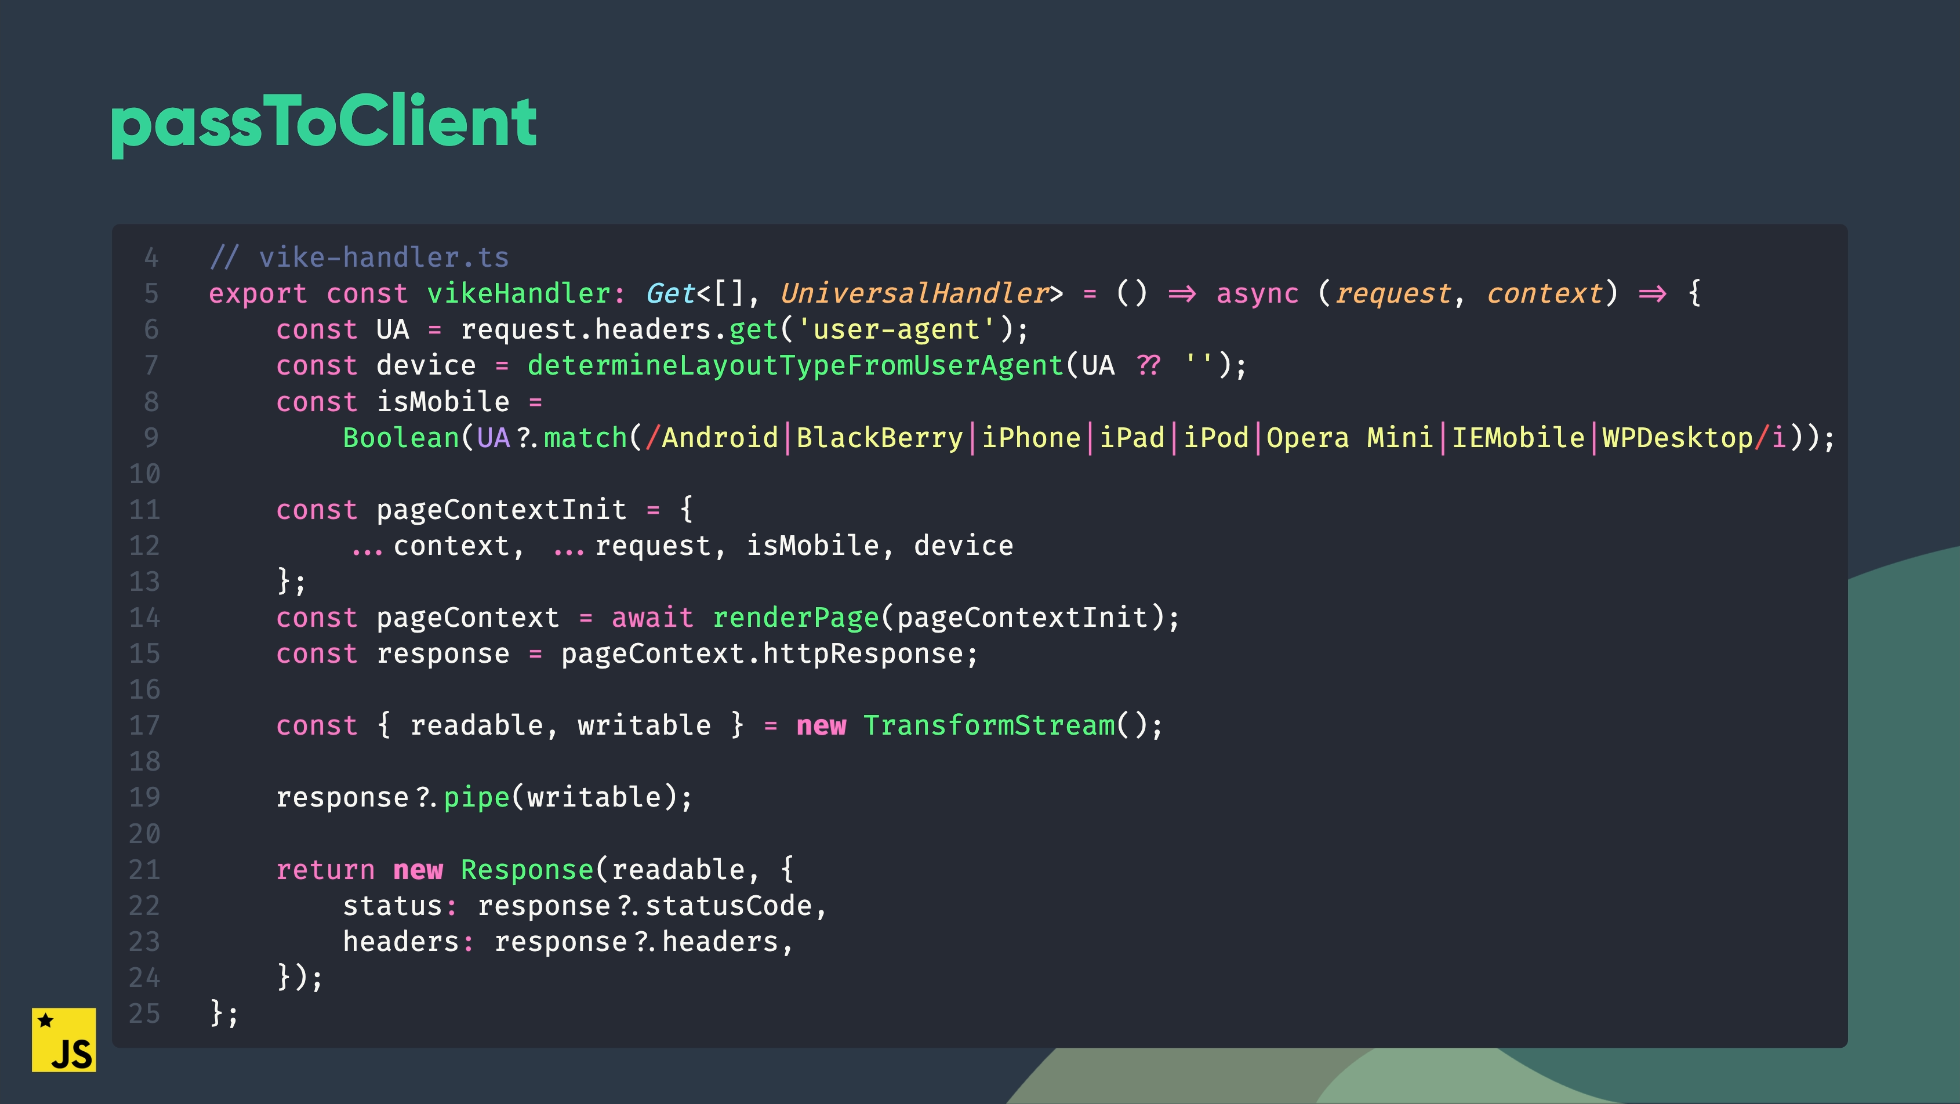 passToClient
4 // vike-handler.ts
5 export const vikeHandler: Get<[], UniversalHandler> = () => async (request, context) => {
6     const UA = request.headers.get('user-agent');
7     const device = determineLayoutTypeFromUserAgent(UA ?? '');
8     const isMobile =
9         Boolean(UA?.match(/Android|BlackBerry|iPhone|iPad|iPod|Opera Mini|IEMobile|WPDesktop/i));
10
11     const pageContextInit = {
12         ...context, ...request, isMobile, device
13     };
14     const pageContext = await renderPage(pageContextInit);
15     const response = pageContext.httpResponse;
16
17     const { readable, writable } = new TransformStream();
18
19     response?.pipe(writable);
20
21     return new Response(readable, {
22         status: response?.statusCode,
23         headers: response?.headers,
24     });
25 };
JS